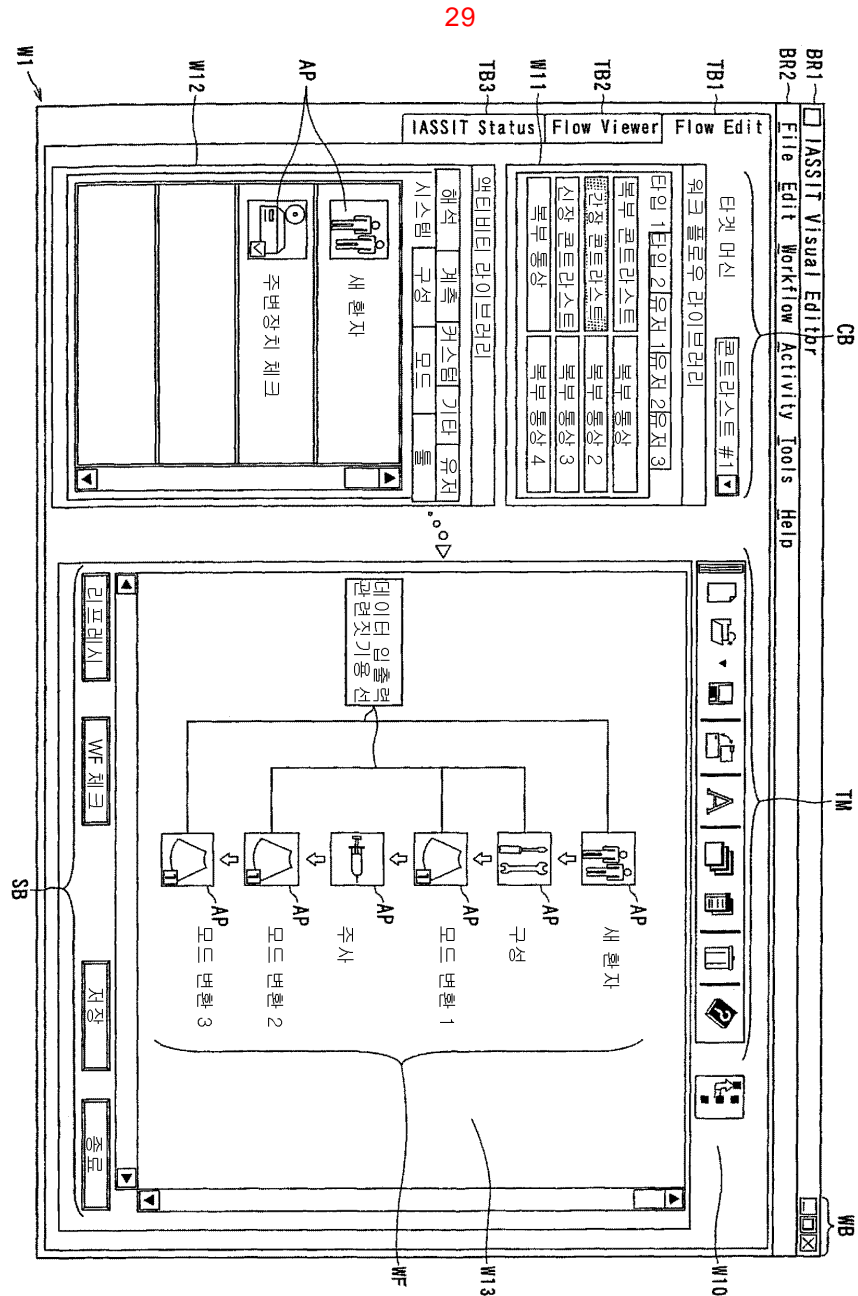 29
BR1
BR2
TB1
TB2
W11
TB3
AP
W12
W1
CB
TM
WB
W10
IASSIT Visual Editor
File Edit Workflow Activity Tools Help
Flow Edit
Flow Viewer
IASSIT Status
타겟 머신
콘트라스트 #1
워크 플로우 라이브러리
타입 1 타입 2 유저 1 유저 2 유저 3
복부 콘트라스트 복부 통상
간장 콘트라스트 복부 통상 2
신장 콘트라스트 복부 통상 3
복부 통상 복부 통상 4
액티비티 라이브러리
해석 계측 커스텀 기타 유저
시스템 구성 모드 툴
새 환자
주변장치 체크
데이터 입출력
관련짓기용 선
AP
새 환자
AP
구성
AP
모드 변환 1
AP
주사
AP
모드 변환 2
AP
모드 변환 3
리프레시
WF 체크
저장
종료
SB
WF
W13